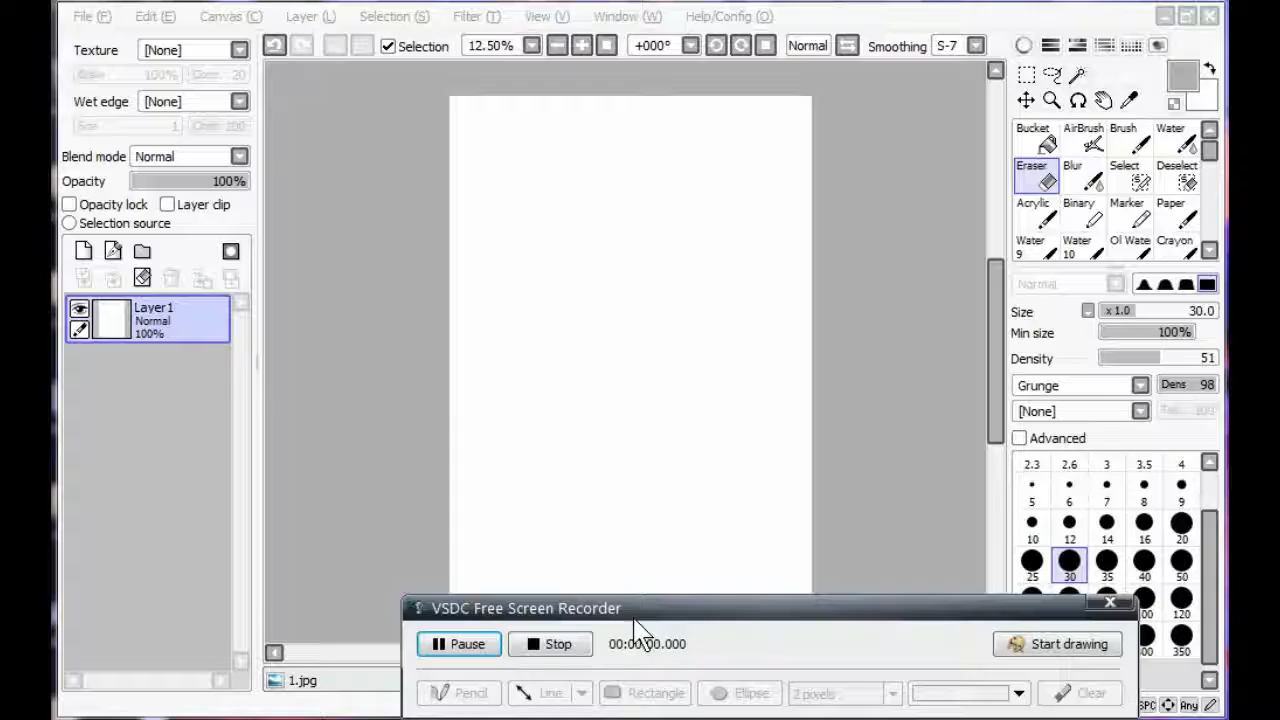 File (F) Edit (E) Canvas (C) Layer (L) Selection (S) Filter (T) View (V) Window (W) Help/Config (O)
Texture [None]
100% 20
Selection 12.50% +000° Normal Smoothing S-7
Wet edge [None]
Blend mode Normal
Opacity 100%
Opacity lock Layer clip
Selection source
Layer1
Normal
100%
Bucket AirBrush Brush Water
Eraser Blur Select Deselect
Acrylic Binary Marker Paper
Water 9 Water 10 Ol Wate Crayon
Normal
Size x 1.0 30.0
Min size 100%
Density 51
Grunge Dens 98
[None]
Advanced
2.3 2.6 3 3.5 4
5 6 7 8 9
10 12 14 16 20
25 30 35 40 50
120
350
VSDC Free Screen Recorder
Pause Stop Start drawing
1.jpg
Pencil Line Rectangle Ellipse 2 pixels Clear
SPC Any